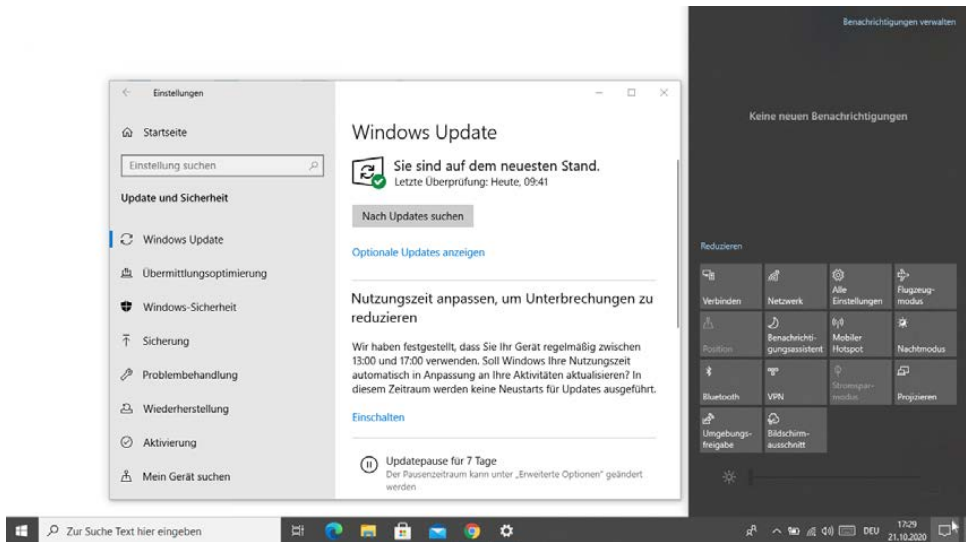 Benachrichtigungen verwalten
Keine neuen Benachrichtigungen
Einstellungen
Startseite
Einstellung suchen
Update und Sicherheit
Windows Update
Übermittlungsoptimierung
Windows-Sicherheit
Sicherung
Problembehandlung
Wiederherstellung
Aktivierung
Mein Gerät suchen
Windows Update
Sie sind auf dem neuesten Stand.
Letzte Überprüfung: Heute, 09:41
Nach Updates suchen
Optionale Updates anzeigen
Nutzungszeit anpassen, um Unterbrechungen zu
reduzieren
Wir haben festgestellt, dass Sie Ihr Gerät regelmäßig zwischen
13:00 und 17:00 verwenden. Soll Windows Ihre Nutzungszeit
automatisch in Anpassung an Ihre Aktivitäten aktualisieren? In
diesem Zeitraum werden keine Neustarts für Updates ausgeführt.
Einschalten
Updatepause für 7 Tage
Der Pausenzeitraum kann unter „Erweiterte Optionen" geändert
werden
Reduzieren
Verbinden
Netzwerk
Alle
Einstellungen
Flugzeug-
modus
Position
Benachrichti-
gungsassistent
Mobiler
Hotspot
Nachtmodus
Bluetooth
VPN
Stromspar-
modus
Projizieren
Umgebungs-
freigabe
Bildschirm-
ausschnitt
Zur Suche Text hier eingeben
DEU
17:29
21.10.2020